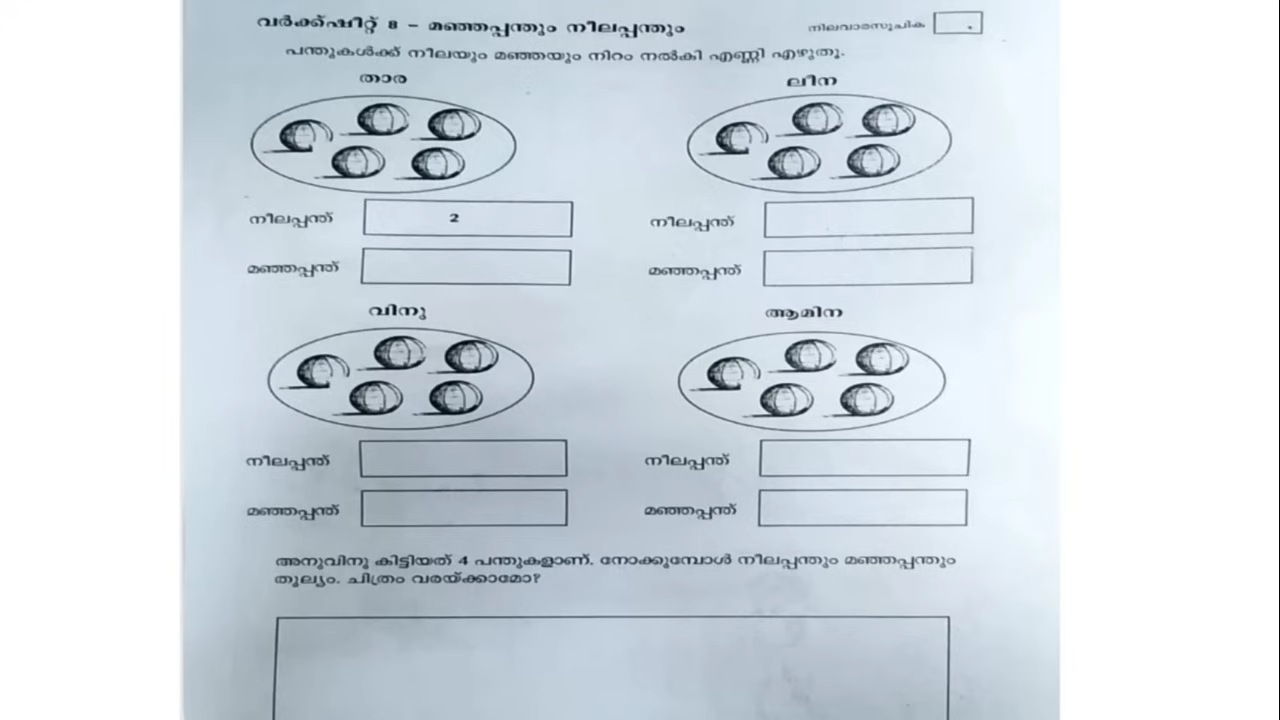 വർക്ക്ഷീറ്റ് 8 – മഞ്ഞപ്പന്തും നീലപ്പന്തും
നിലവാരസൂചിക
പന്തുകൾക്ക് നീലയും മഞ്ഞയും നിറം നൽകി എണ്ണി എഴുതൂ.
താര
ലീന
നീലപ്പന്ത് 2
നീലപ്പന്ത്
മഞ്ഞപ്പന്ത്
മഞ്ഞപ്പന്ത്
വിനു
ആമിന
നീലപ്പന്ത്
നീലപ്പന്ത്
മഞ്ഞപ്പന്ത്
മഞ്ഞപ്പന്ത്
അനുവിനു കിട്ടിയത് 4 പന്തുകളാണ്. നോക്കുമ്പോൾ നീലപ്പന്തും മഞ്ഞപ്പന്തും
തുല്യം. ചിത്രം വരയ്ക്കാമോ?